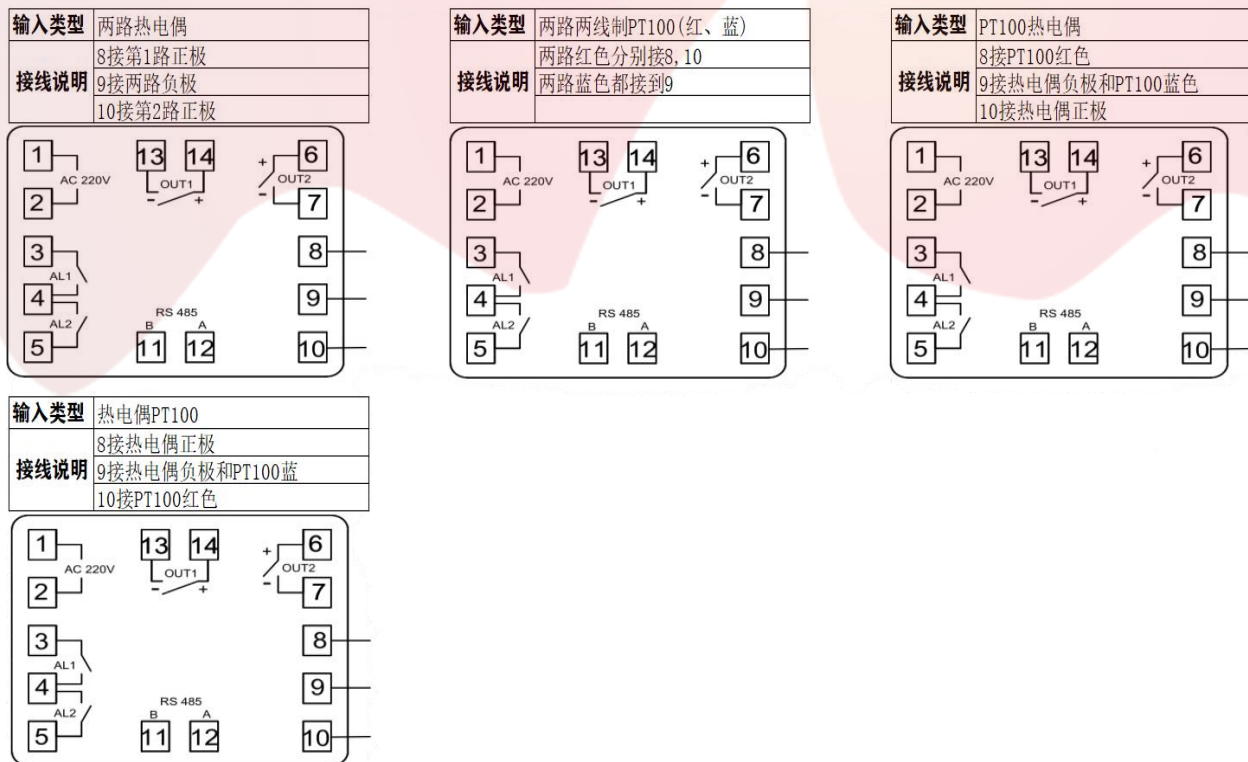 输入类型 两路热电偶
接线说明
8接第1路正极
9接两路负极
10接第2路正极
1 13 14 + 6
AC 220V OUT1 OUT2
2 - + - 7
3 8
AL1
4 9
AL2 RS 485
B A
5 11 12 10
输入类型 两路两线制PT100(红、蓝)
接线说明
两路红色分别接8,10
两路蓝色都接到9
1 13 14 + 6
AC 220V OUT1 OUT2
2 - + - 7
3 8
AL1
4 9
AL2 RS 485
B A
5 11 12 10
输入类型 PT100热电偶
接线说明
8接PT100红色
9接热电偶负极和PT100蓝色
10接热电偶正极
1 13 14 + 6
AC 220V OUT1 OUT2
2 - + - 7
3 8
AL1
4 9
AL2 RS 485
B A
5 11 12 10
输入类型 热电偶PT100
接线说明
8接热电偶正极
9接热电偶负极和PT100蓝
10接PT100红色
1 13 14 + 6
AC 220V OUT1 OUT2
2 - + - 7
3 8
AL1
4 9
AL2 RS 485
B A
5 11 12 10